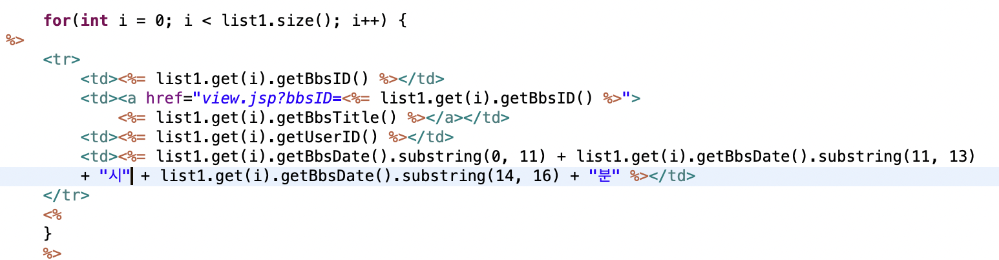 for(int i = 0; i < list1.size(); i++) {
%>
<tr>
<td><%= list1.get(i).getBbsID() %></td>
<td><a href="view.jsp?bbsID=<%= list1.get(i).getBbsID() %>">
<%= list1.get(i).getBbsTitle() %></a></td>
<td><%= list1.get(i).getUserID() %></td>
<td><%= list1.get(i).getBbsDate().substring(0, 11) + list1.get(i).getBbsDate().substring(11, 13)
+ "시" + list1.get(i).getBbsDate().substring(14, 16) + "분" %></td>
</tr>
<%
}
%>